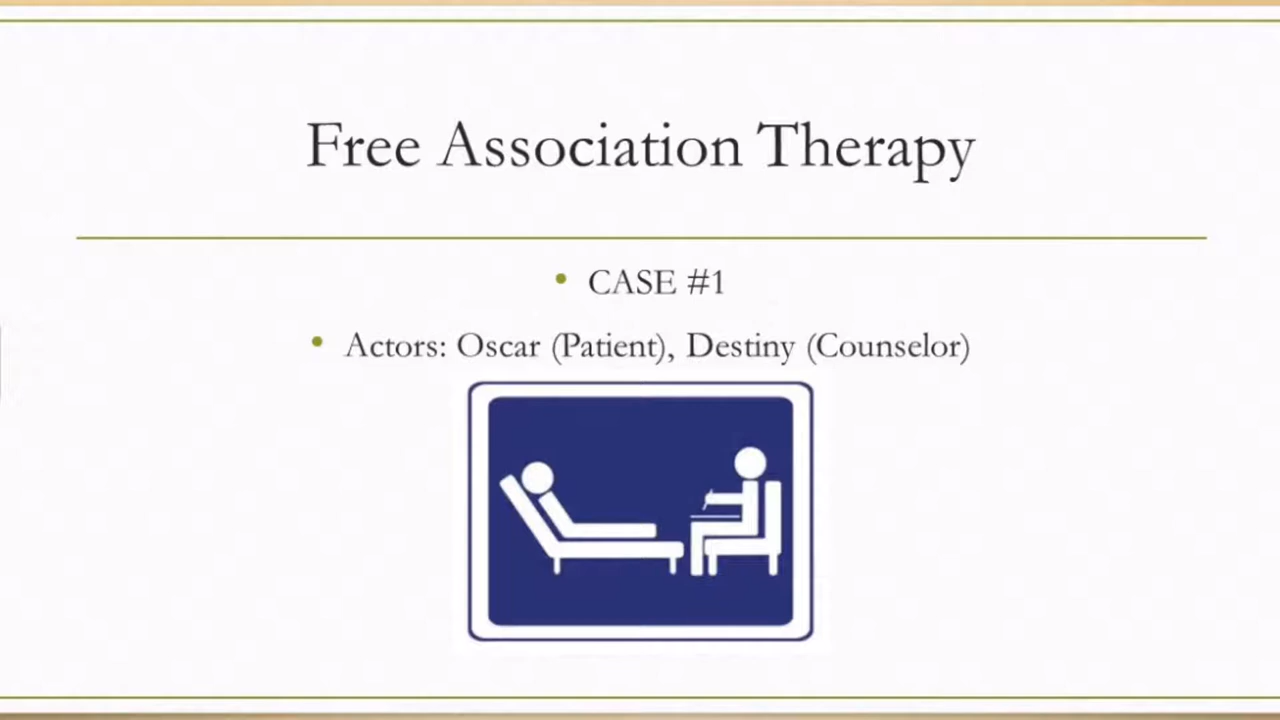 Free Association Therapy
• CASE #1
• Actors: Oscar (Patient), Destiny (Counselor)